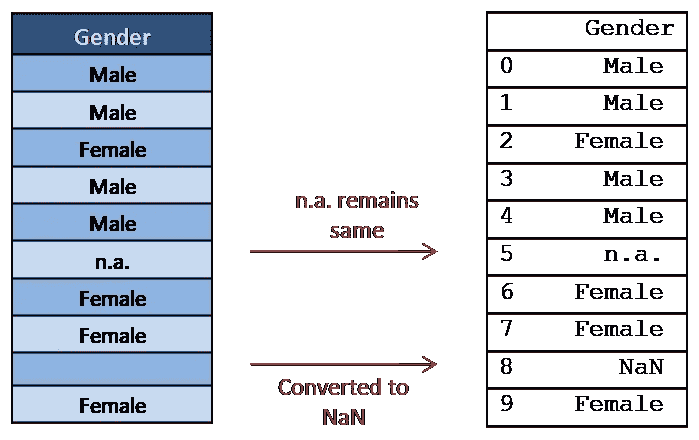 Gender
Male
Male
Female
Male
Male
n.a.
Female
Female
Female
n.a. remains
same
Converted to
NaN
Gender
0 Male
1 Male
2 Female
3 Male
4 Male
5 n.a.
6 Female
7 Female
8 NaN
9 Female